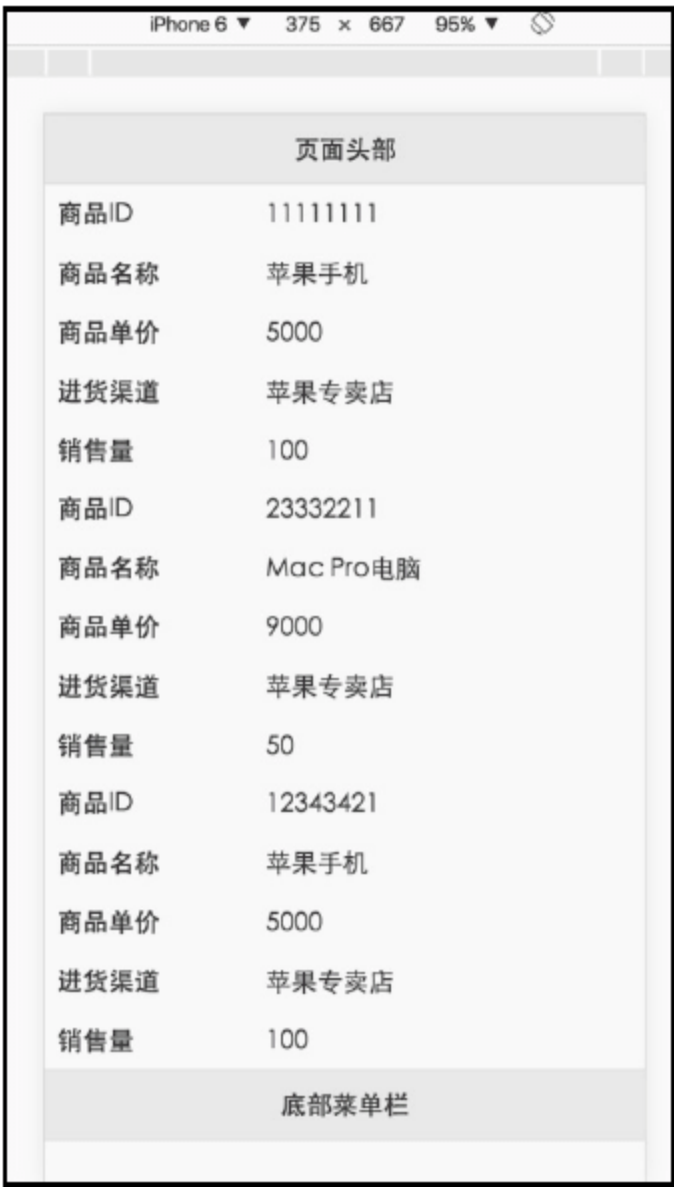 iPhone 6 ▼ 375 × 667 95% ▼
页面头部
商品ID 11111111
商品名称 苹果手机
商品单价 5000
进货渠道 苹果专卖店
销售量 100
商品ID 23332211
商品名称 Mac Pro电脑
商品单价 9000
进货渠道 苹果专卖店
销售量 50
商品ID 12343421
商品名称 苹果手机
商品单价 5000
进货渠道 苹果专卖店
销售量 100
底部菜单栏